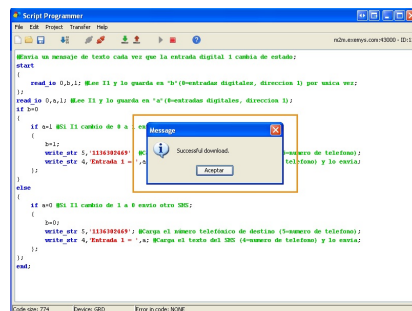 Script Programmer
File Edit Project Transfer Help
m2m.exemys.com:43000 - ID:1
@Envia un mensaje de texto cada vez que la entrada digital 1 cambia de estado;
start
{
read_io 0,b,1; @Lee I1 y lo guarda en "b"(0=entradas digitales, direccion 1) por unica vez;
};
read_io 0,a,1; @Lee I1 y lo guarda en "a"(0=entradas digitales, direccion 1);
if b=0
{
if a=1 @Si I1 cambio de 0 a 1 en
{
b=1;
write_str 5,'1136302469'; @C =numero de telefono);
write_str 4,'Entrada 1 = ',a telefono) y lo envia;
};
}
else
{
if a=0 @Si I1 cambio de 1 a 0 envio otro SMS;
{
b=0;
write_str 5,'1136302469'; @Carga el número telefónico de destino (5=numero de telefono);
write_str 4,'Entrada 1 = ',a; @Carga el texto del SMS (4=numero de telefono) y lo envia;
};
};
end;
Message
Successful download.
Aceptar
Code size: 774 Device: GRD Error in code: NONE